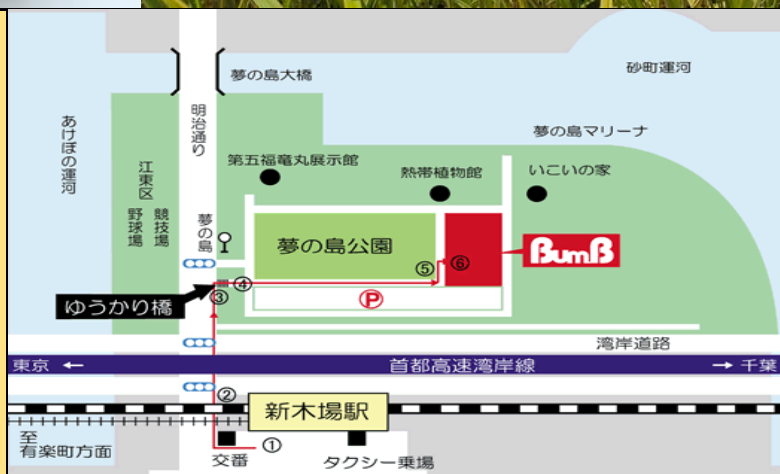 砂町運河
夢の島大橋
あけぼの運河
明治通り
夢の島マリーナ
江東区
野球場
競技場
第五福竜丸展示館
熱帯植物館
いこいの家
夢の島
夢の島公園
⑤
⑥
BumB
④
③
ゆうかり橋
P
湾岸道路
東京 ←
首都高速湾岸線
→ 千葉
②
新木場駅
至
有楽町方面
①
交番
タクシー乗場